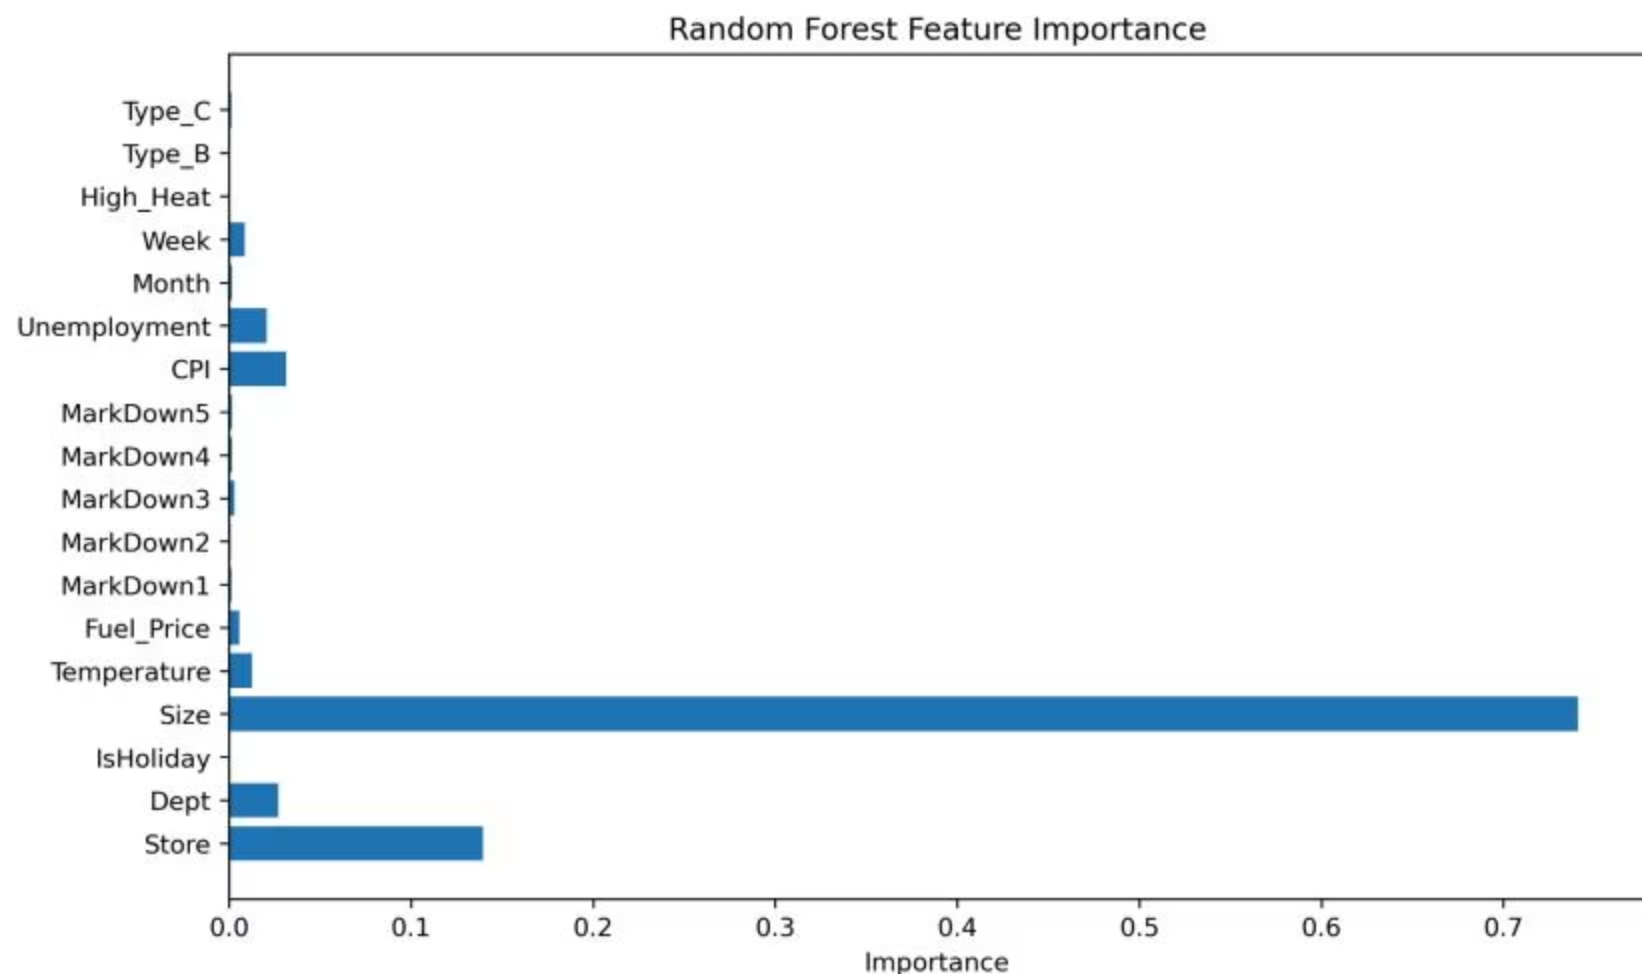 Random Forest Feature Importance
Type_C
Type_B
High_Heat
Week
Month
Unemployment
CPI
MarkDown5
MarkDown4
MarkDown3
MarkDown2
MarkDown1
Fuel_Price
Temperature
Size
IsHoliday
Dept
Store
0.0 0.1 0.2 0.3 0.4 0.5 0.6 0.7
Importance